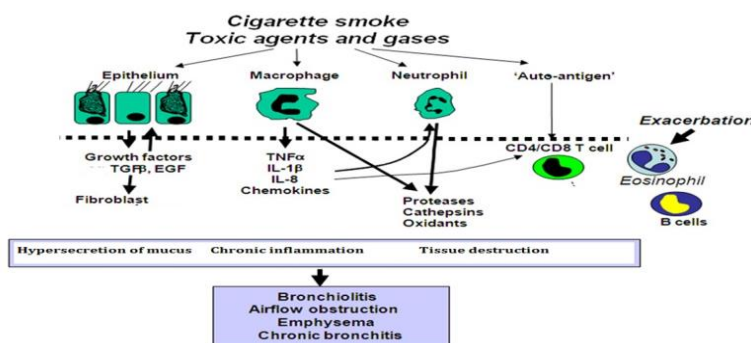 Cigarette smoke
Toxic agents and gases
Epithelium
Macrophage
Neutrophil
'Auto-antigen'
Exacerbation
Growth factors
TGFβ, EGF
Fibroblast
TNFα
IL-1β
IL-8
Chemokines
CD4/CD8 T cell
Eosinophil
B cells
Proteases
Cathepsins
Oxidants
Hypersecretion of mucus Chronic inflammation Tissue destruction
Bronchiolitis
Airflow obstruction
Emphysema
Chronic bronchitis